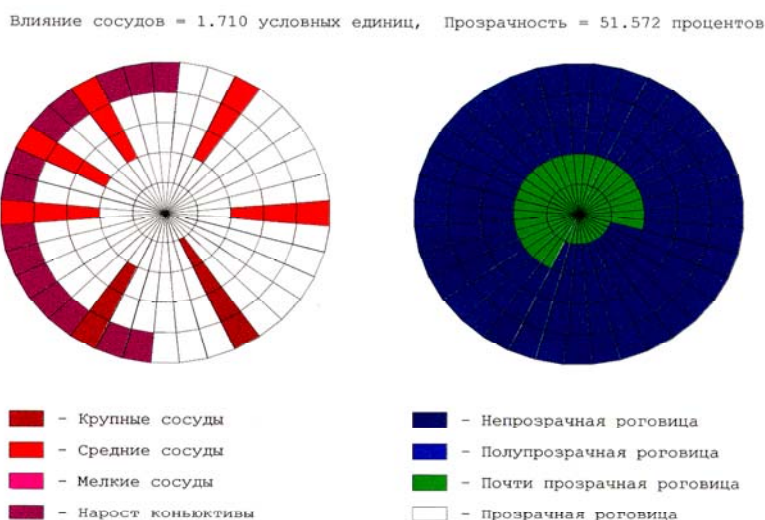 Влияние сосудов = 1.710 условных единиц, Прозрачность = 51.572 процентов
- Крупные сосуды
- Средние сосуды
- Мелкие сосуды
- Нарост коньюктивы
- Непрозрачная роговица
- Полупрозрачная роговица
- Почти прозрачная роговица
- Прозрачная роговица